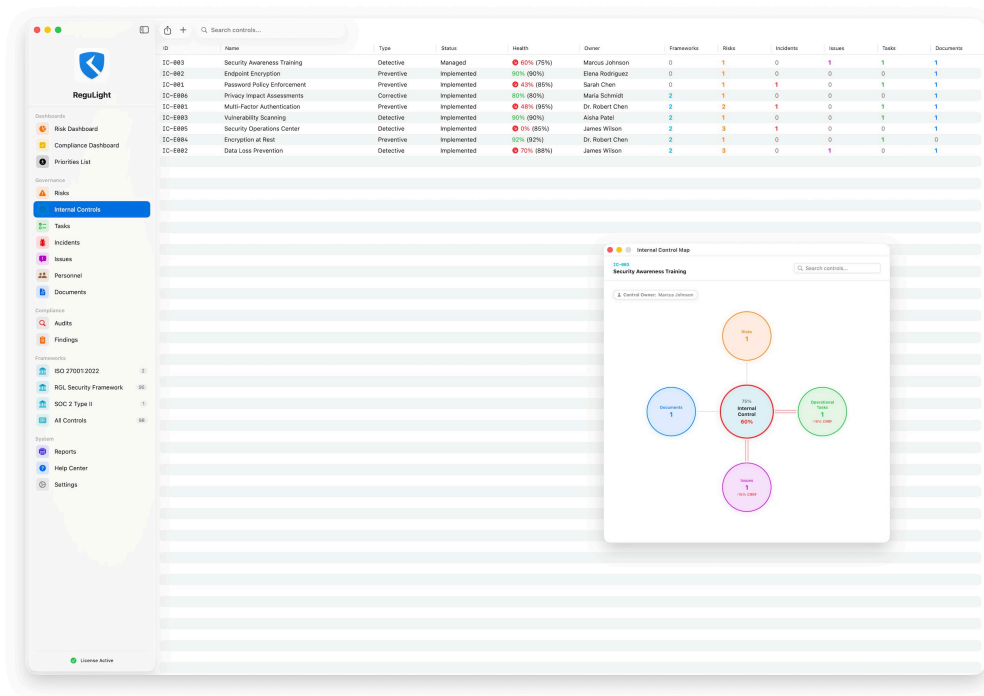 Search controls...
ReguLight
Dashboards
Risk Dashboard
Compliance Dashboard
Priorities List
Governance
Risks
Internal Controls
Tasks
Incidents
Issues
Personnel
Documents
Compliance
Audits
Findings
Frameworks
ISO 27001:2022
RGL Security Framework
SOC 2 Type II 1
All Controls
System
Reports
Help Center
Settings
License Active
ID Name Type Status Health Owner Frameworks Risks Incidents Issues Tasks Documents
IC-003 Security Awareness Training Detective Managed 60% (75%) Marcus Johnson 0 1 0 1 1 1
IC-002 Endpoint Encryption Preventive Implemented 90% (90%) Elena Rodriguez 0 1 0 0 0 1
IC-001 Password Policy Enforcement Preventive Implemented 43% (85%) Sarah Chen 0 1 1 0 1 1
IC-E006 Privacy Impact Assessments Corrective Implemented 80% (80%) Maria Schmidt 2 1 0 0 0 1
IC-E001 Multi-Factor Authentication Preventive Implemented 48% (95%) Dr. Robert Chen 2 2 1 0 1 1
IC-E003 Vulnerability Scanning Detective Implemented 90% (90%) Aisha Patel 2 1 0 0 1 1
IC-E005 Security Operations Center Detective Implemented 0% (85%) James Wilson 2 3 1 0 0 1
IC-E004 Encryption at Rest Preventive Implemented 92% (92%) Dr. Robert Chen 2 1 0 0 1 0
IC-E002 Data Loss Prevention Detective Implemented 70% (88%) James Wilson 2 3 0 1 0 1
Internal Control Map
IC-003
Security Awareness Training
Search controls...
Control Owner: Marcus Johnson
Risks
1
Documents
1
75%
Internal
Control
60%
Operational
Tasks
1
Issues
1